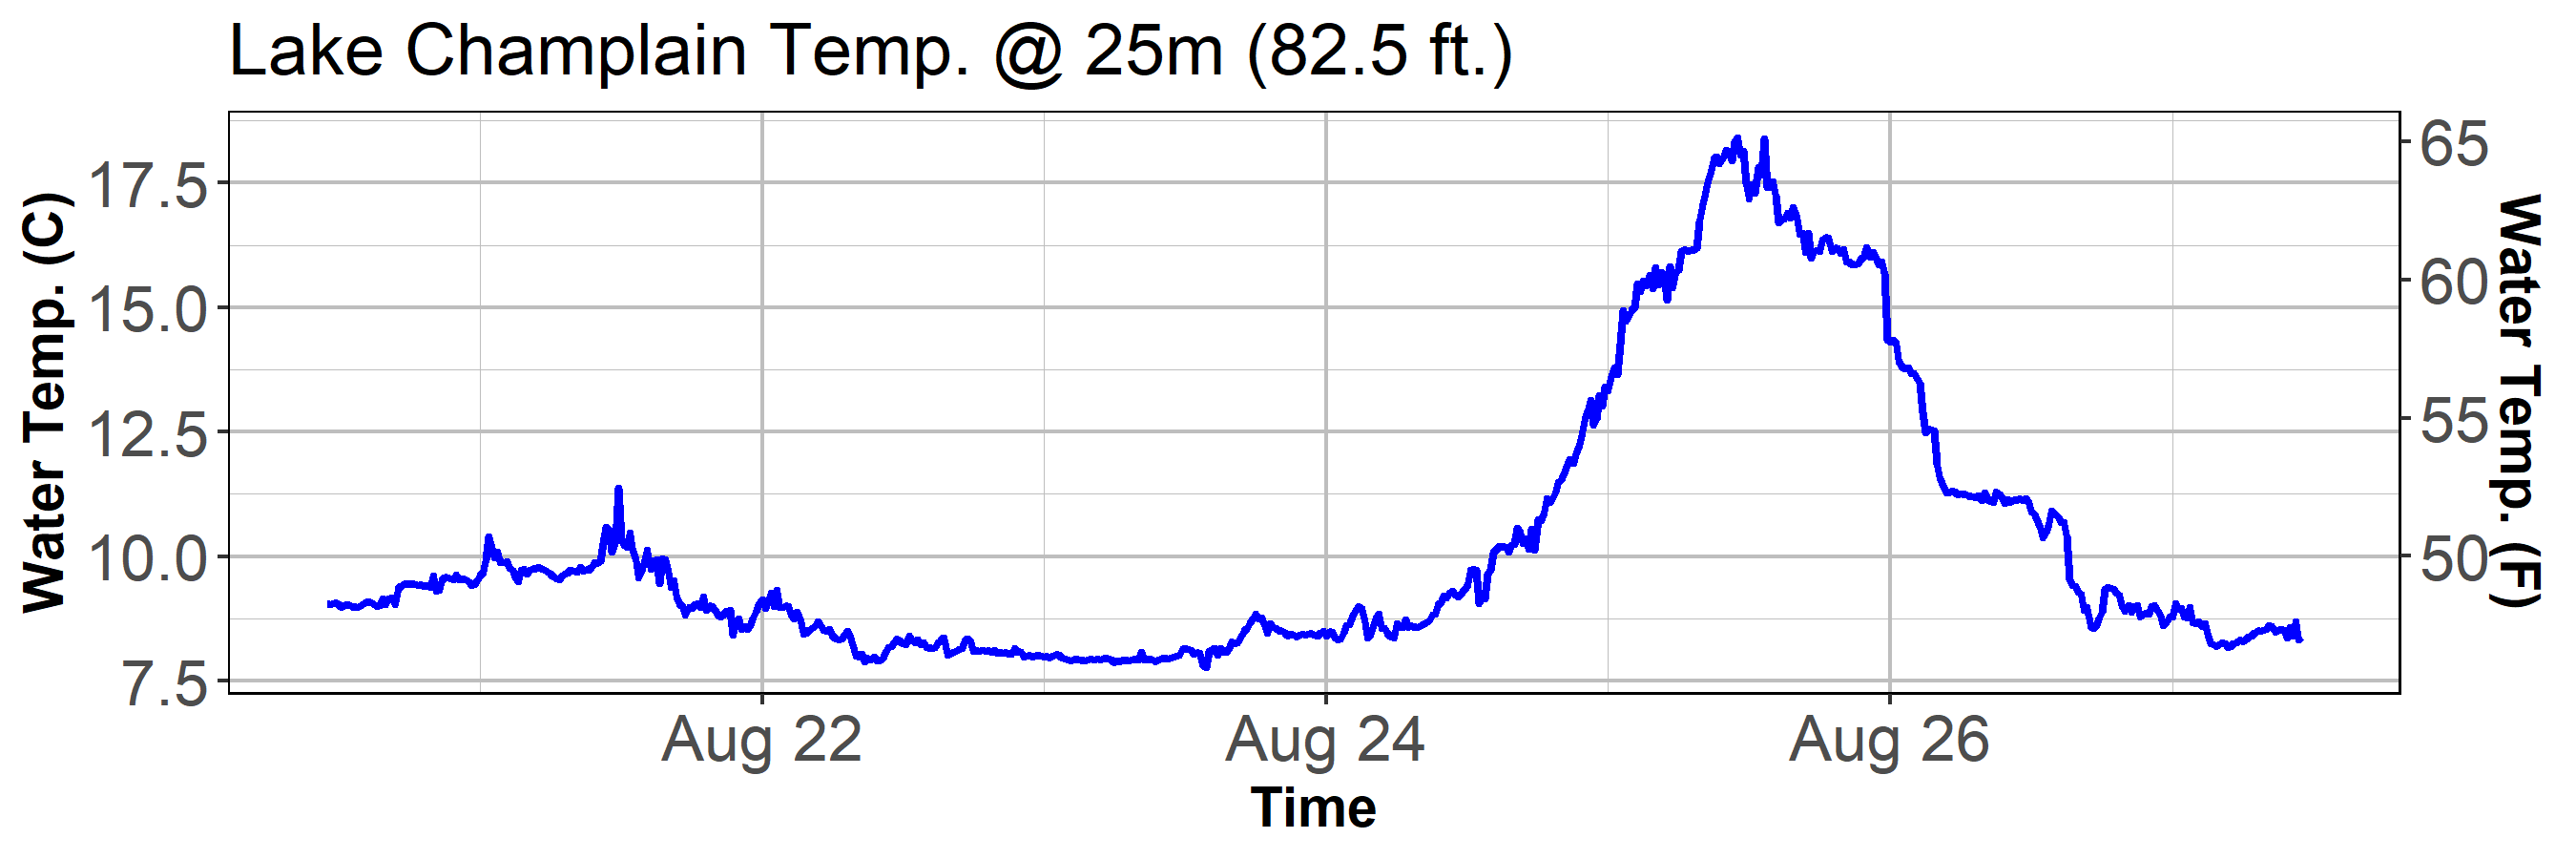 Lake Champlain Temp. @ 25m (82.5 ft.)
Water Temp. (C)
17.5
15.0
12.5
10.0
7.5
65
60
55
50
Water Temp. (F)
Aug 22
Aug 24
Aug 26
Time